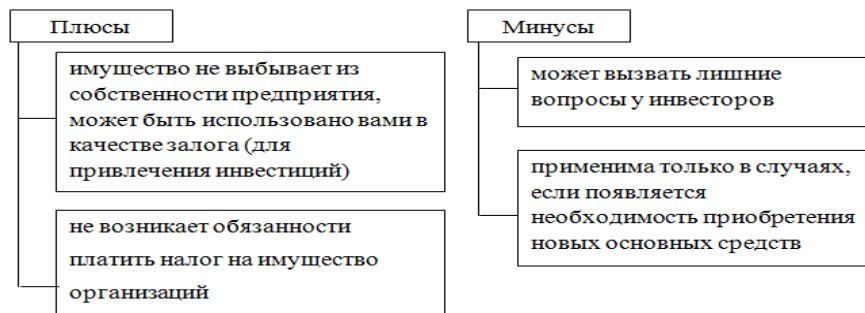 Плюсы
имущество не выбывает из
собственности предприятия,
может быть использовано вами в
качестве залога (для
привлечения инвестиций)
не возникает обязанности
платить налог на имущество
организаций
Минусы
может вызвать лишние
вопросы у инвесторов
применима только в случаях,
если появляется
необходимость приобретения
новых основных средств